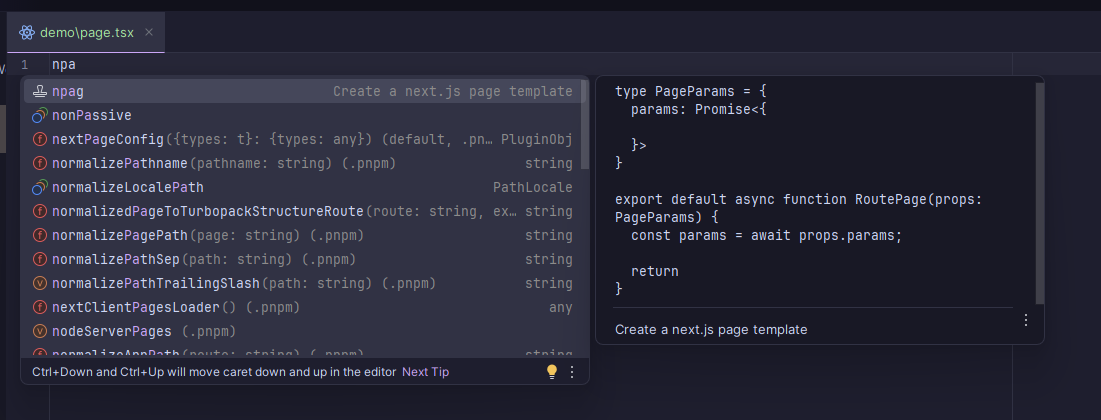 demo\page.tsx
1 npa
npag Create a next.js page template
nonPassive
nextPageConfig({types: t}: {types: any}) (default, .pn… PluginObj
normalizePathname(pathname: string) (.pnpm) string
normalizeLocalePath PathLocale
normalizedPageToTurbopackStructureRoute(route: string, ex… string
normalizePagePath(page: string) (.pnpm) string
normalizePathSep(path: string) (.pnpm) string
normalizePathTrailingSlash(path: string) (.pnpm) string
nextClientPagesLoader() (.pnpm) any
nodeServerPages (.pnpm)
normalizeAppPath(route: string) (.pnpm) string
Ctrl+Down and Ctrl+Up will move caret down and up in the editor Next Tip
type PageParams = {
params: Promise<{
}>
}
export default async function RoutePage(props:
PageParams) {
const params = await props.params;
return
}
Create a next.js page template